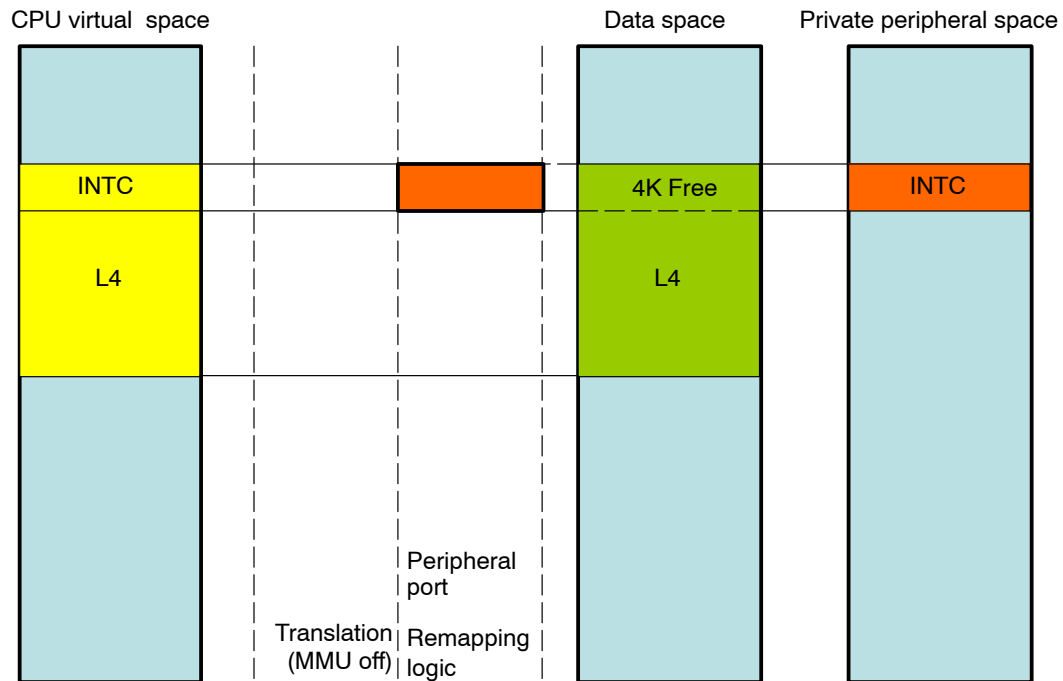 CPU virtual space
Data space
Private peripheral space
INTC
4K Free
INTC
L4
L4
Peripheral
port
Translation
(MMU off)
Remapping
logic